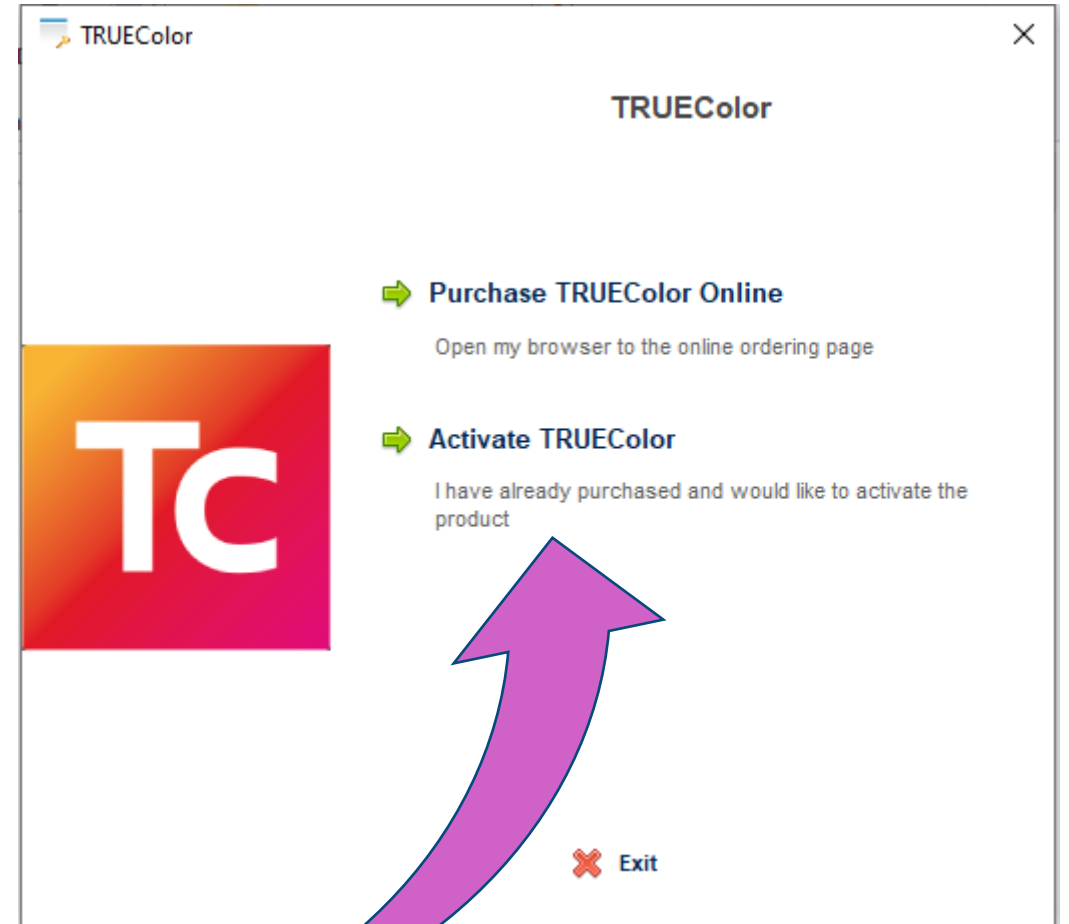 TRUEColor
TRUEColor
Purchase TRUEColor Online
Open my browser to the online ordering page
Tc
Activate TRUEColor
I have already purchased and would like to activate the
product
Exit